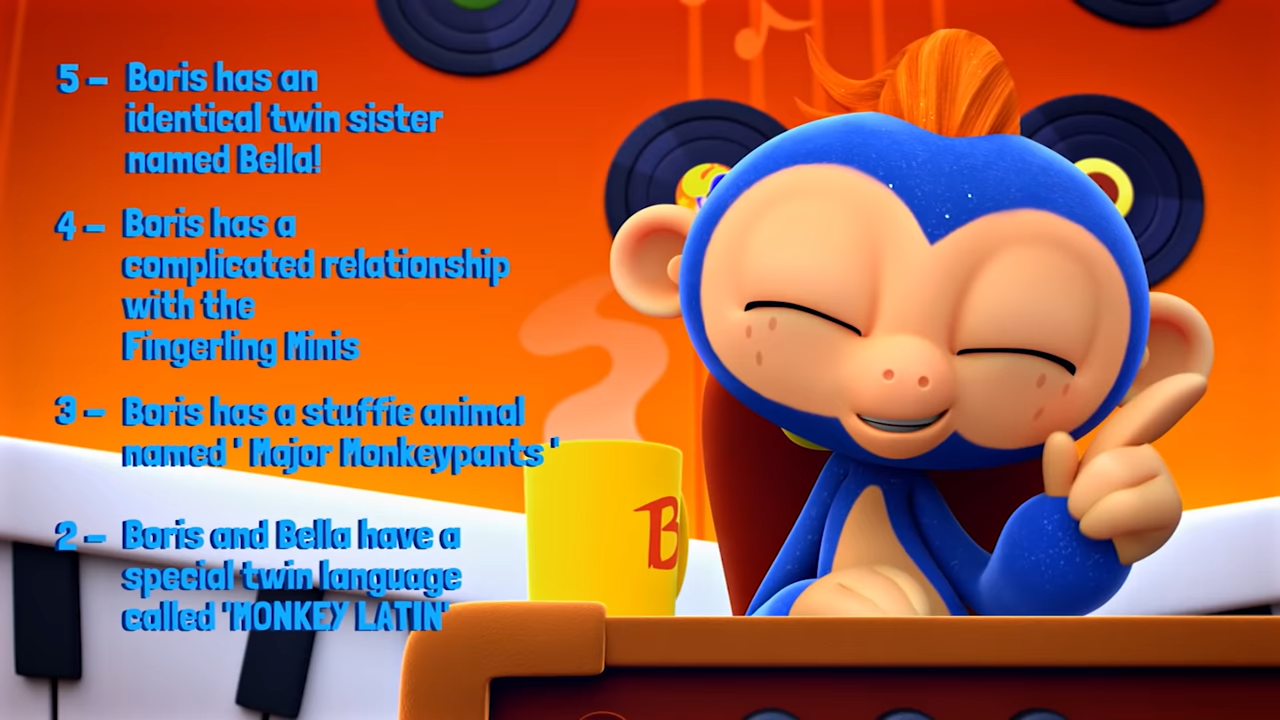 5 - Boris has an
identical twin sister
named Bella!
4 - Boris has a
complicated relationship
with the
Fingerling Minis
3 - Boris has a stuffie animal
named 'Major Monkeypants'
2 - Boris and Bella have a
special twin language
called 'MONKEY LATIN'
B